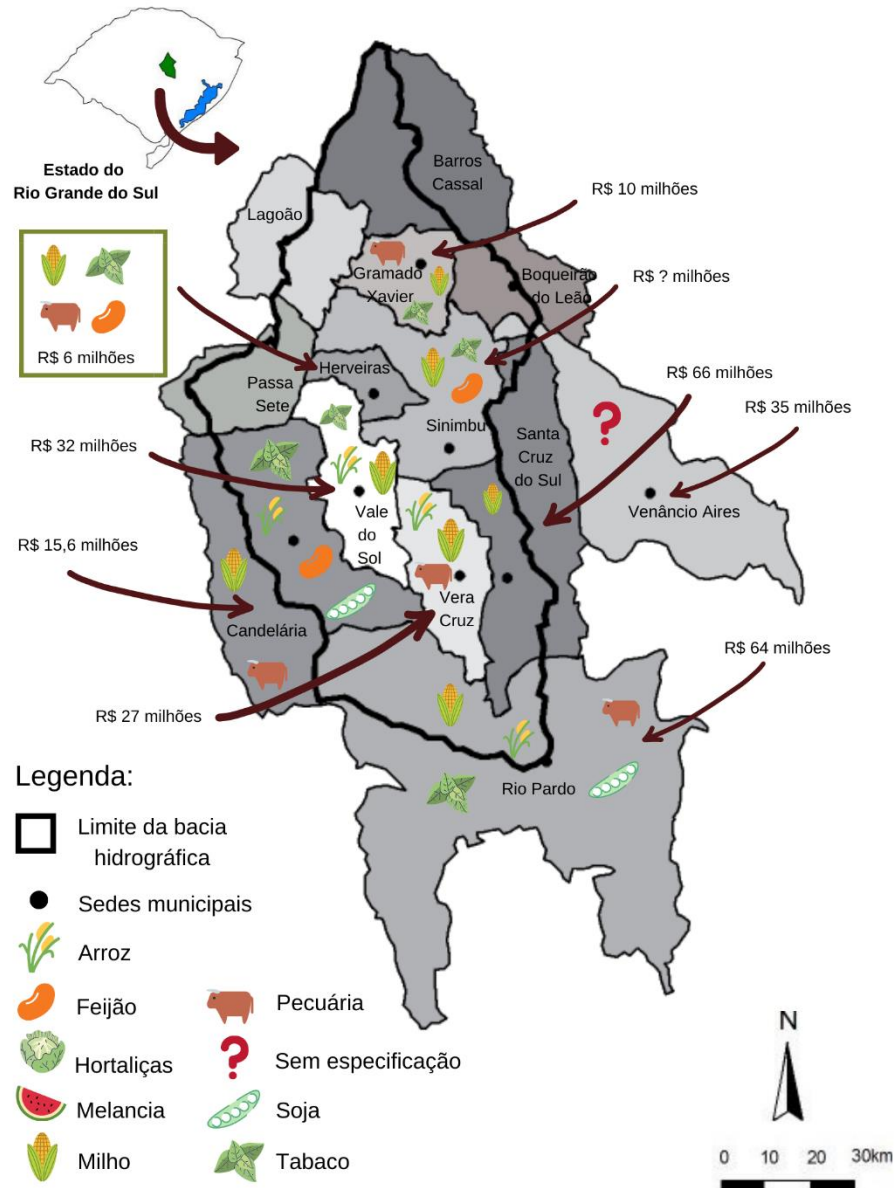 Estado do
Rio Grande do Sul
R$ 6 milhões
R$ 32 milhões
R$ 15,6 milhões
R$ 27 milhões
Barros
Cassal
Lagoão
Gramado
Xavier
Boqueirão
do Leão
Herveiras
Passa
Sete
Sinimbu
Santa
Cruz
do Sul
?
Venâncio Aires
Vale
do
Sol
Vera
Cruz
Candelária
Rio Pardo
R$ 10 milhões
R$ ? milhões
R$ 66 milhões
R$ 35 milhões
R$ 64 milhões
Legenda:
Limite da bacia
hidrográfica
Sedes municipais
Arroz
Feijão
Hortaliças
Melancia
Milho
Pecuária
? Sem especificação
Soja
Tabaco
N
0 10 20 30km